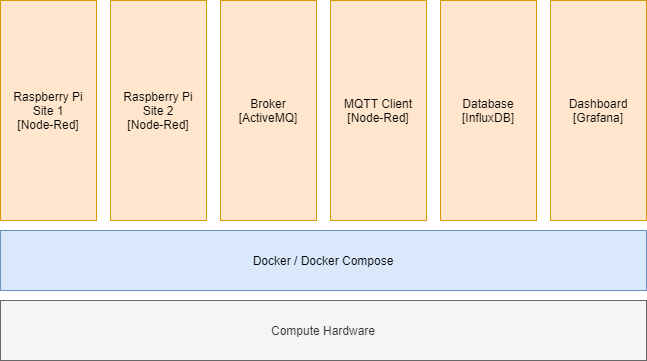 Raspberry Pi
Site 1
[Node-Red]
Raspberry Pi
Site 2
[Node-Red]
Broker
[ActiveMQ]
MQTT Client
[Node-Red]
Database
[InfluxDB]
Dashboard
[Grafana]
Docker / Docker Compose
Compute Hardware